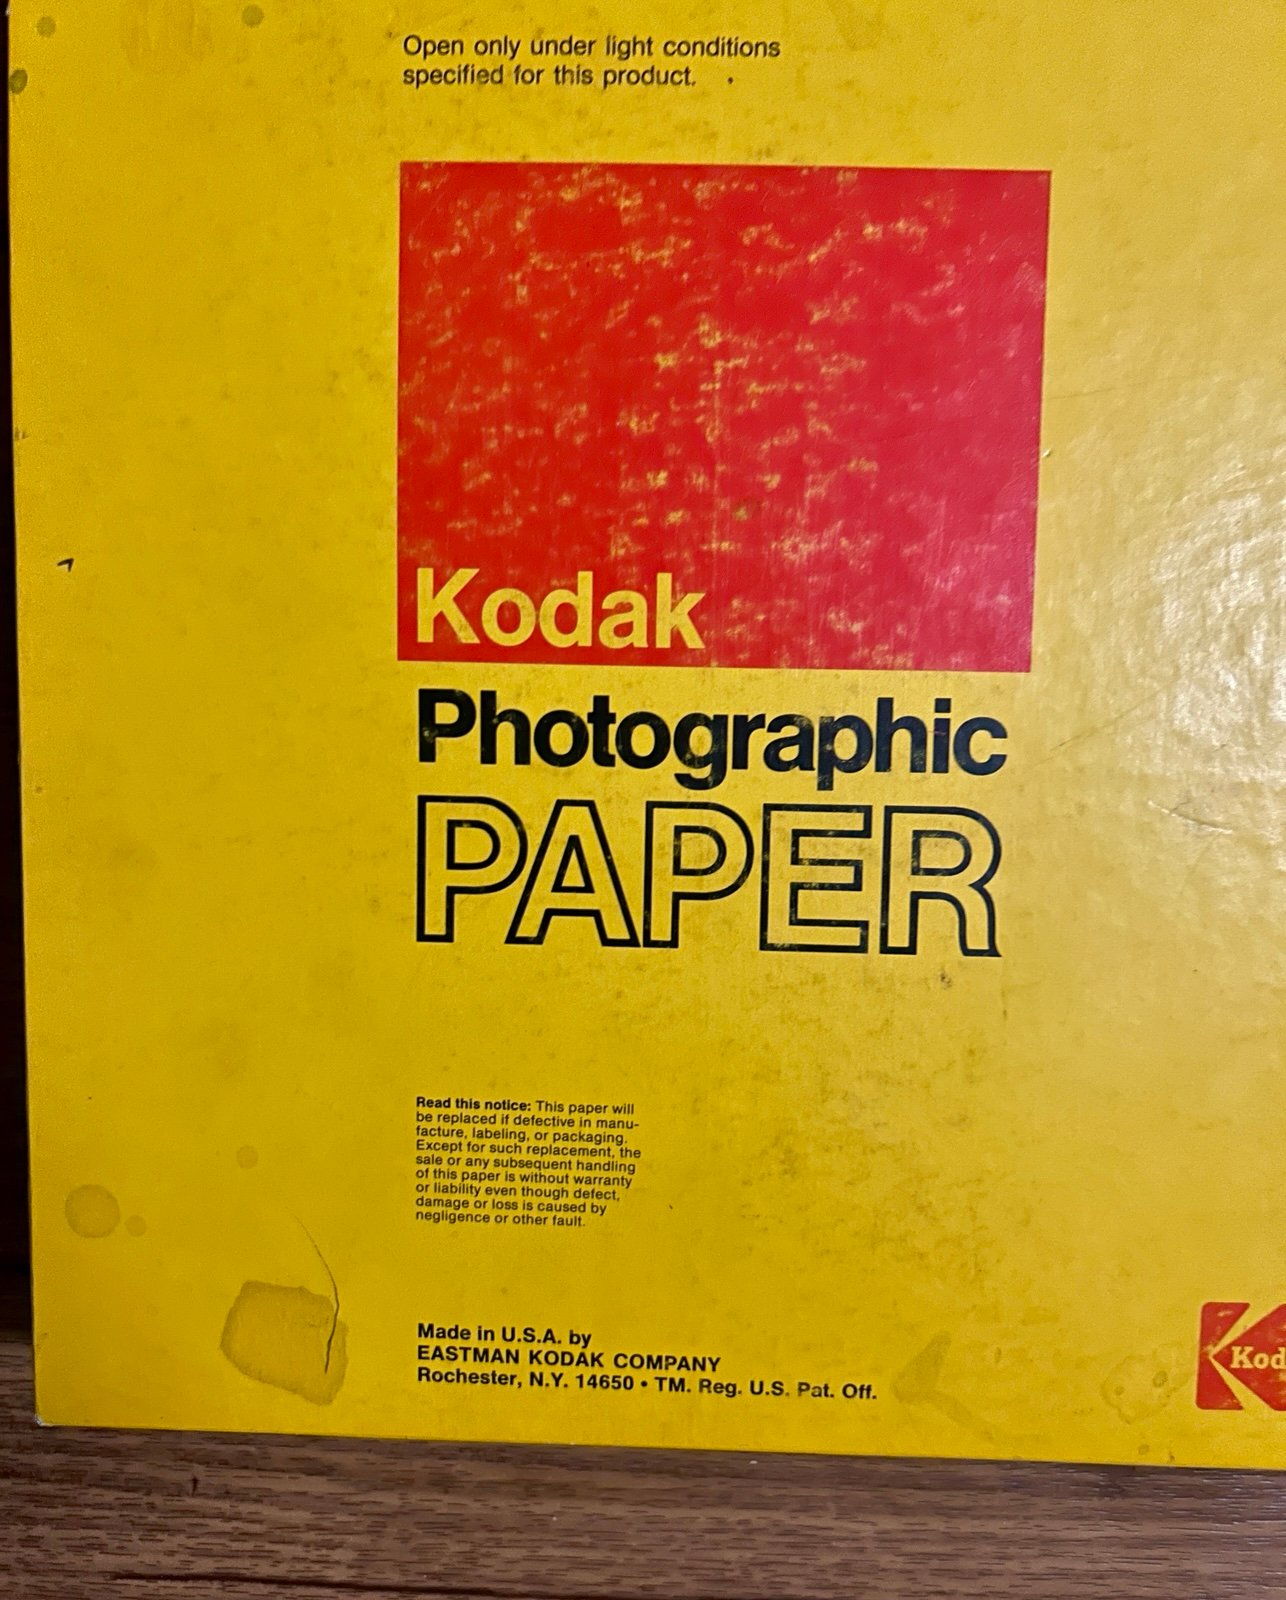 Open only under light conditions
specified for this product.
Kodak
Photographic
PAPER
Read this notice: This paper will
be replaced if defective in manu-
facture, labeling, or packaging.
Except for such replacement, the
sale or any subsequent handling
of this paper is without warranty
or liability even though defect,
damage or loss is caused by
negligence or other fault.
Made in U.S.A. by
EASTMAN KODAK COMPANY
Rochester, N.Y. 14650 • TM. Reg. U.S. Pat. Off.
Kod